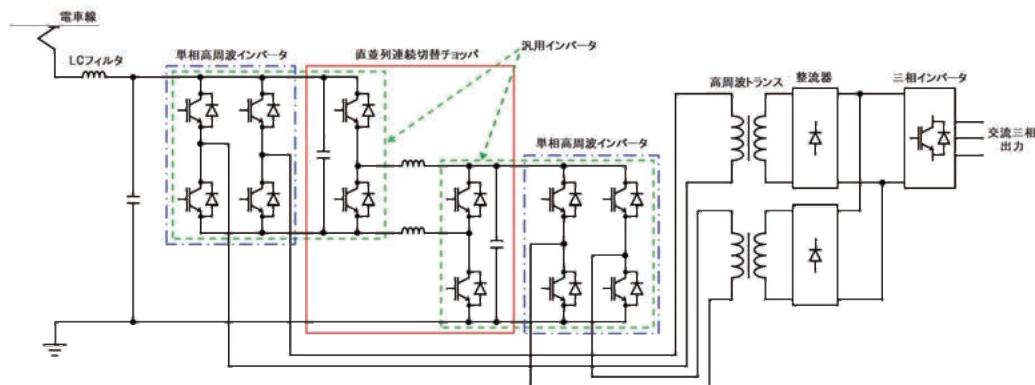 電車線
LCフィルタ
単相高周波インバータ
直並列連続切替チョッパ
汎用インバータ
単相高周波インバータ
高周波トランス
整流器
三相インバータ
交流三相
出力